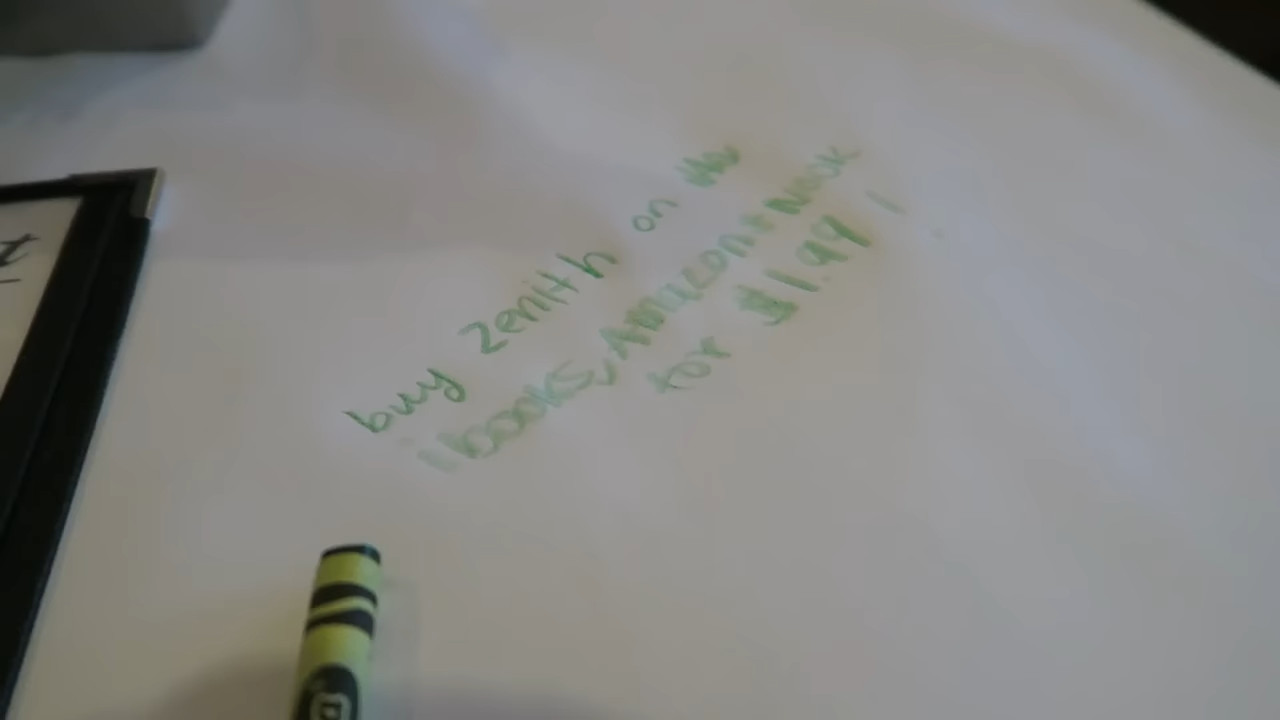 buy zenith on the
ibooks, Amazon + Nook
for $1.99
t